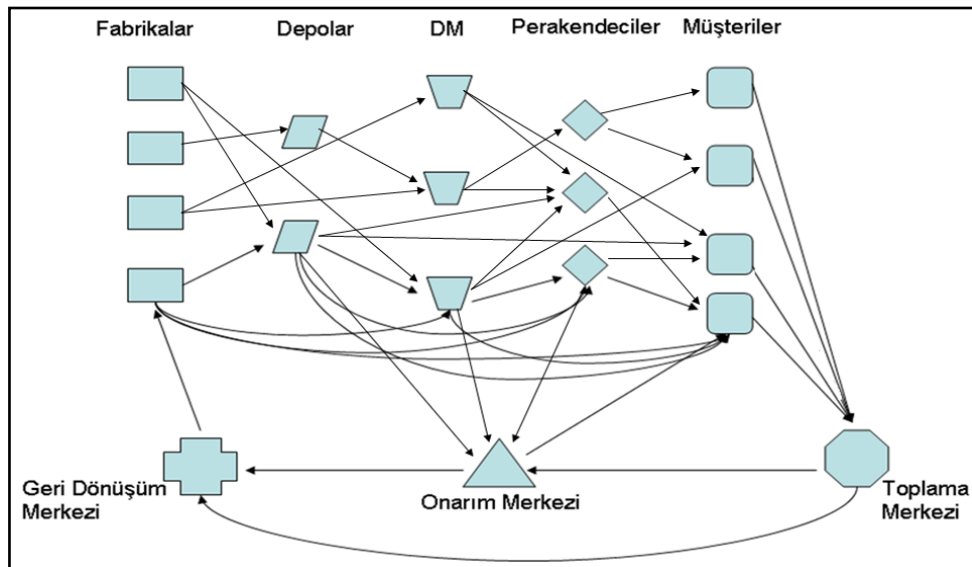 Fabrikalar
Depolar
DM
Perakendeciler
Müşteriler
Geri Dönüşüm
Merkezi
Onarım Merkezi
Toplama
Merkezi